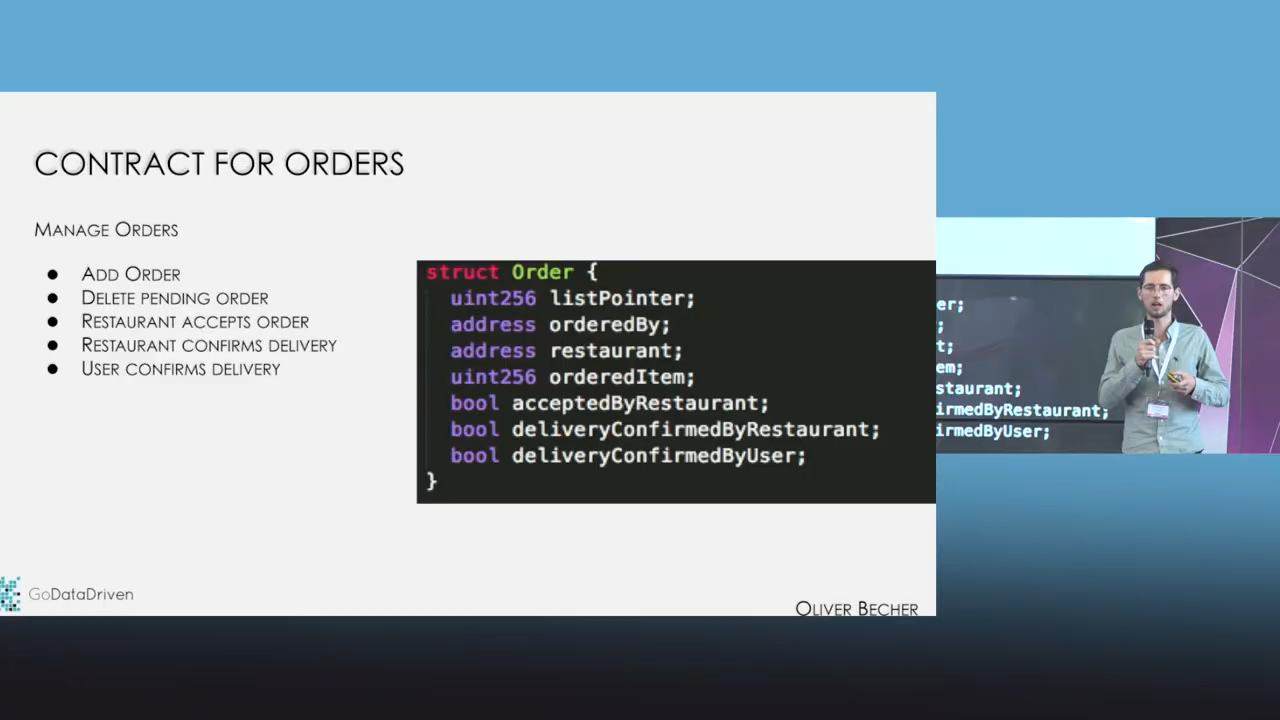 CONTRACT FOR ORDERS
MANAGE ORDERS
● ADD ORDER
● DELETE PENDING ORDER
● RESTAURANT ACCEPTS ORDER
● RESTAURANT CONFIRMS DELIVERY
● USER CONFIRMS DELIVERY
struct Order {
uint256 listPointer;
address orderedBy;
address restaurant;
uint256 orderedItem;
bool acceptedByRestaurant;
bool deliveryConfirmedByRestaurant;
bool deliveryConfirmedByUser;
}
GoDataDriven
OLIVER BECHER
er;
;
t;
em;
staurant;
irmedByRestaurant;
irmedByUser;